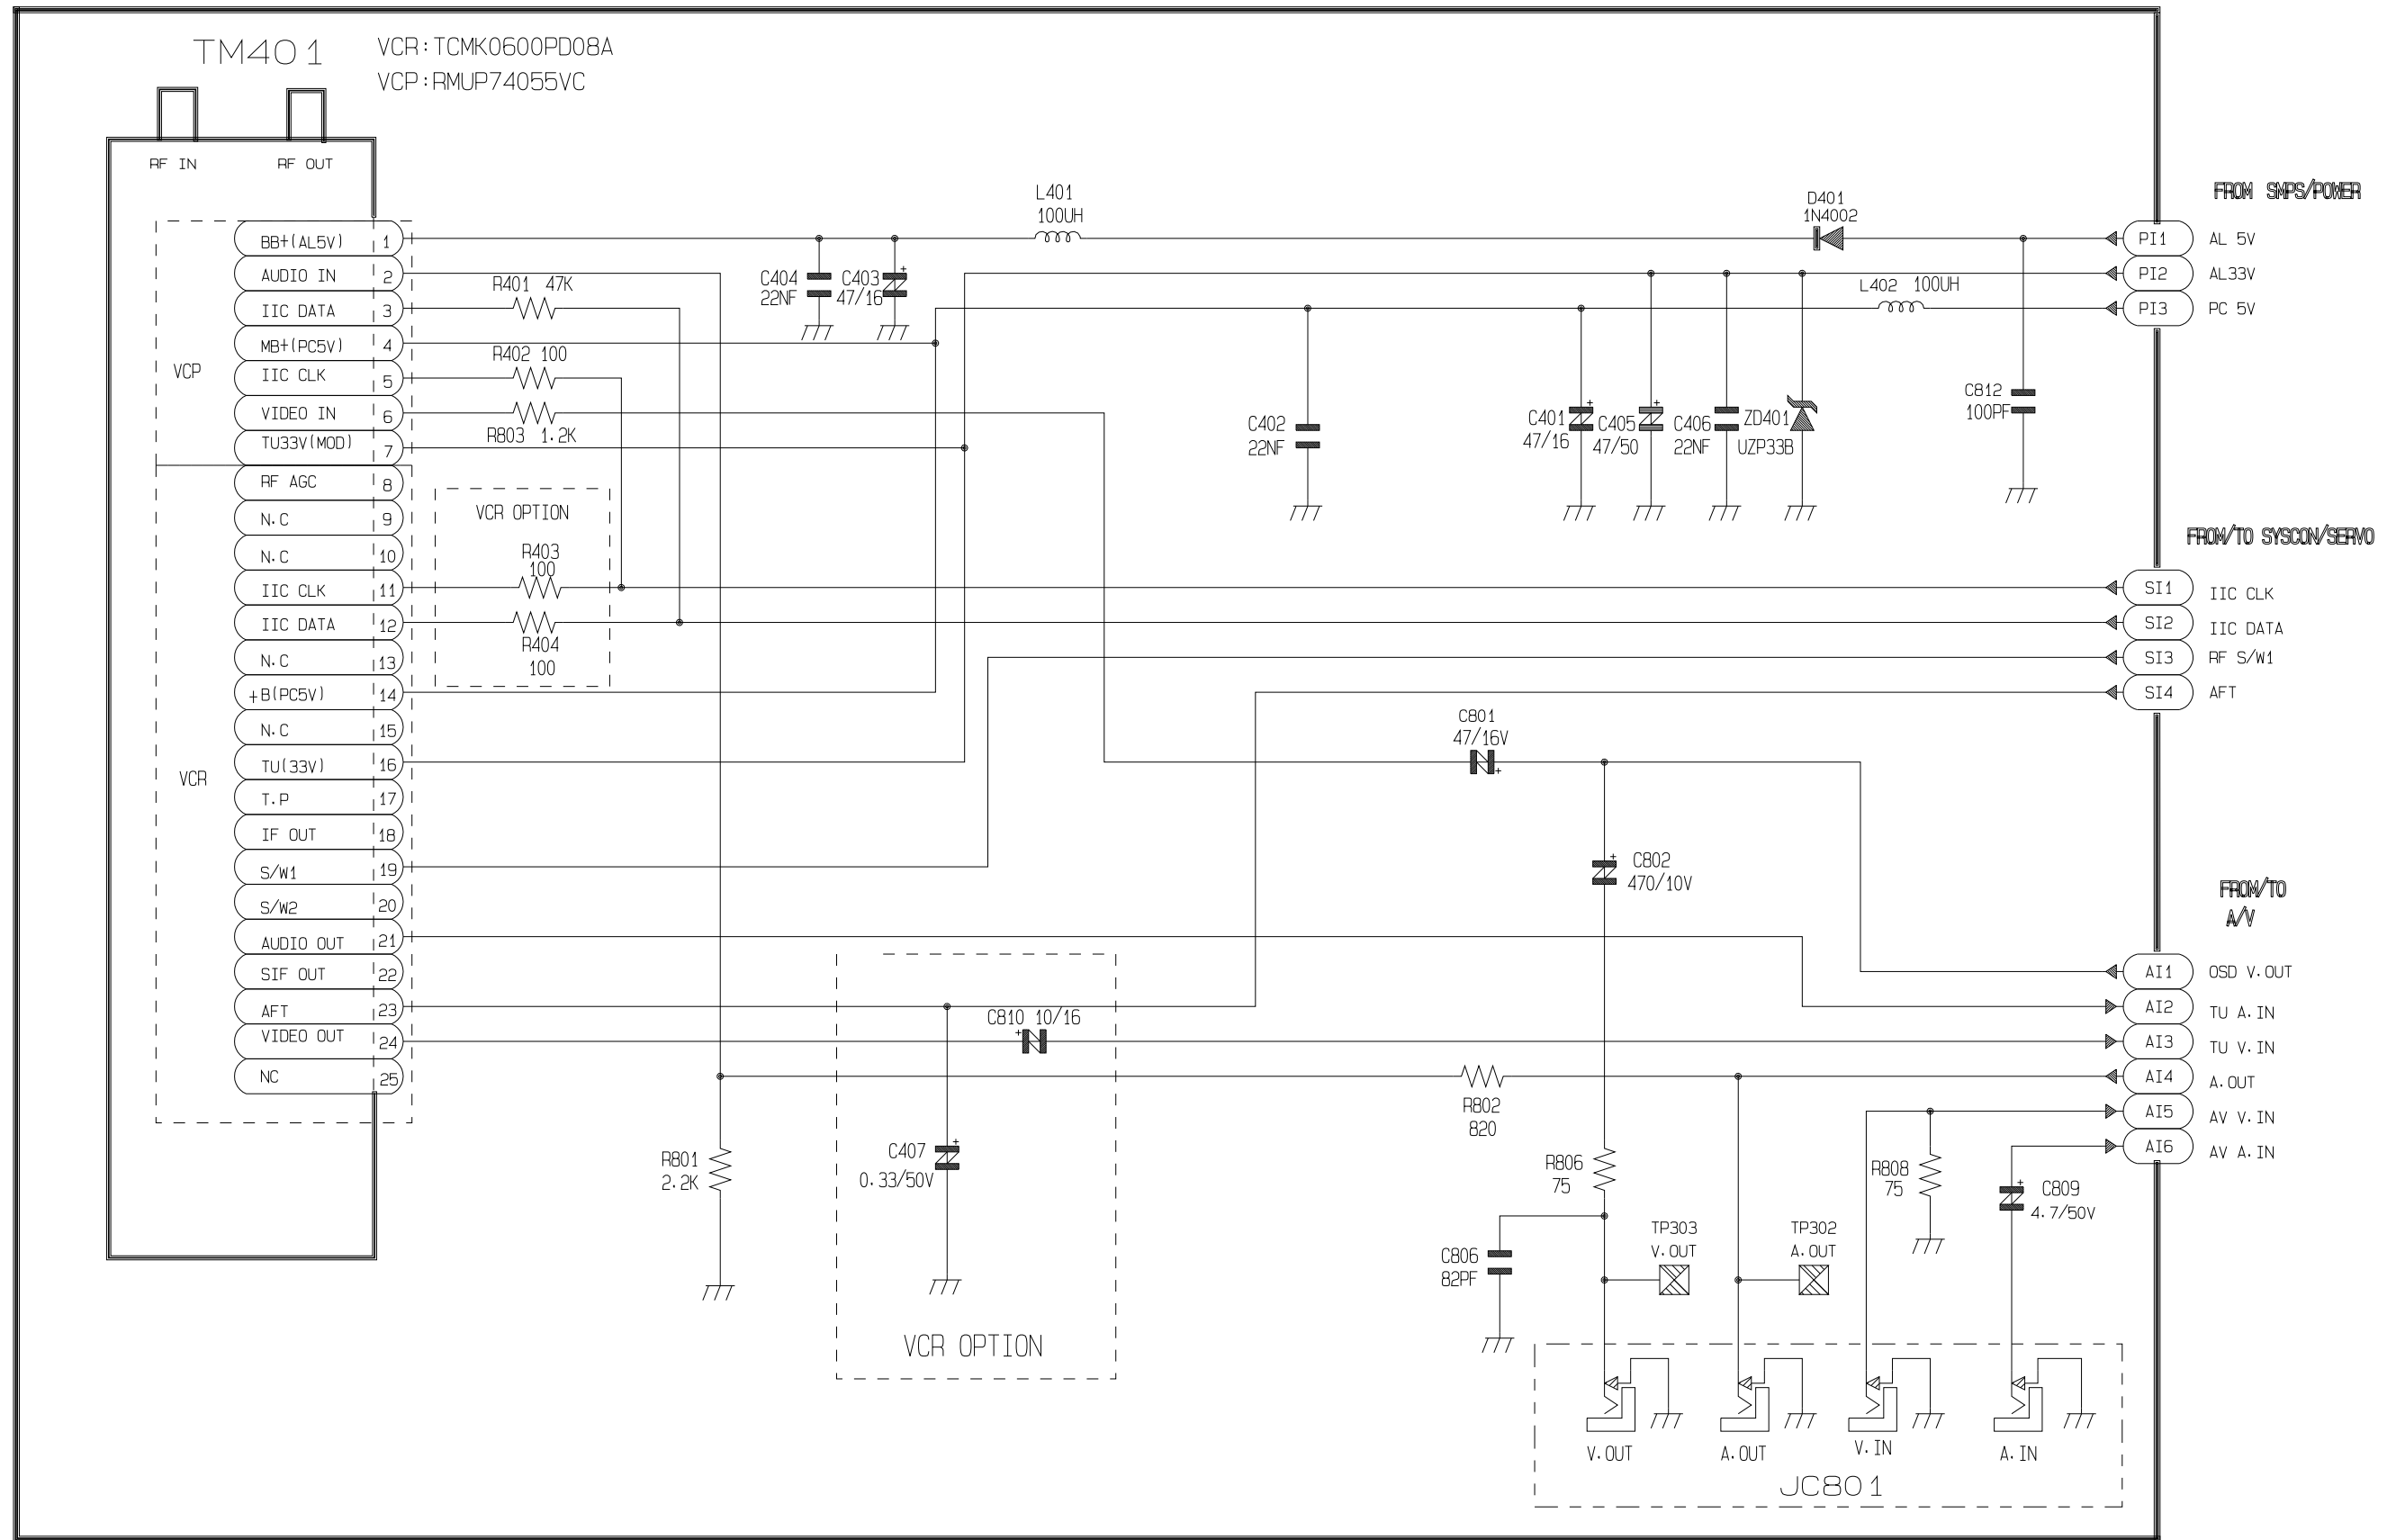 TM401
VCR:TCMK0600PD08A
VCP:RMUP74055VC
RF IN
RF OUT
VCP
BB+(AL5V) 1
AUDIO IN 2
IIC DATA 3
MB+(PC5V) 4
IIC CLK 5
VIDEO IN 6
TU33V(MOD) 7
VCR
RF AGC 8
N.C 9
N.C 10
IIC CLK 11
IIC DATA 12
N.C 13
+B(PC5V) 14
N.C 15
TU(33V) 16
T.P 17
IF OUT 18
S/W1 19
S/W2 20
AUDIO OUT 21
SIF OUT 22
AFT 23
VIDEO OUT 24
NC 25
R401 47K
R402 100
R803 1.2K
VCR OPTION
R403
100
R404
100
C404
22NF
C403
47/16
+
L401
100UH
D401
1N4002
L402 100UH
C402
22NF
C401
47/16
+
C405
47/50
+
C406
22NF
ZD401
UZP33B
C812
100PF
FROM SMPS/POWER
PI1 AL 5V
PI2 AL33V
PI3 PC 5V
FROM/TO SYSCON/SERVO
SI1 IIC CLK
SI2 IIC DATA
SI3 RF S/W1
SI4 AFT
C801
47/16V
+
C802
470/10V
+
FROM/TO
A/V
AI1 OSD V.OUT
AI2 TU A.IN
AI3 TU V.IN
AI4 A.OUT
AI5 AV V.IN
AI6 AV A.IN
C810 10/16
+
C407
0.33/50V
+
VCR OPTION
R801
2.2K
R802
820
R806
75
C806
82PF
TP303
V.OUT
TP302
A.OUT
R808
75
C809
4.7/50V
+
V.OUT
A.OUT
V.IN
A.IN
JC801